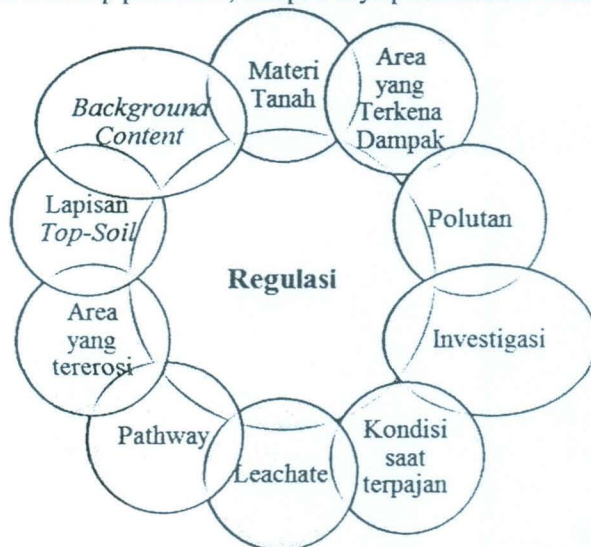 Materi
Tanah
Area
yang
Terkena
Dampak
Polutan
Investigasi
Kondisi
saat
terpajan
Leachate
Pathway
Area
yang
tererosi
Lapisan
Top-Soil
Background
Content
Regulasi